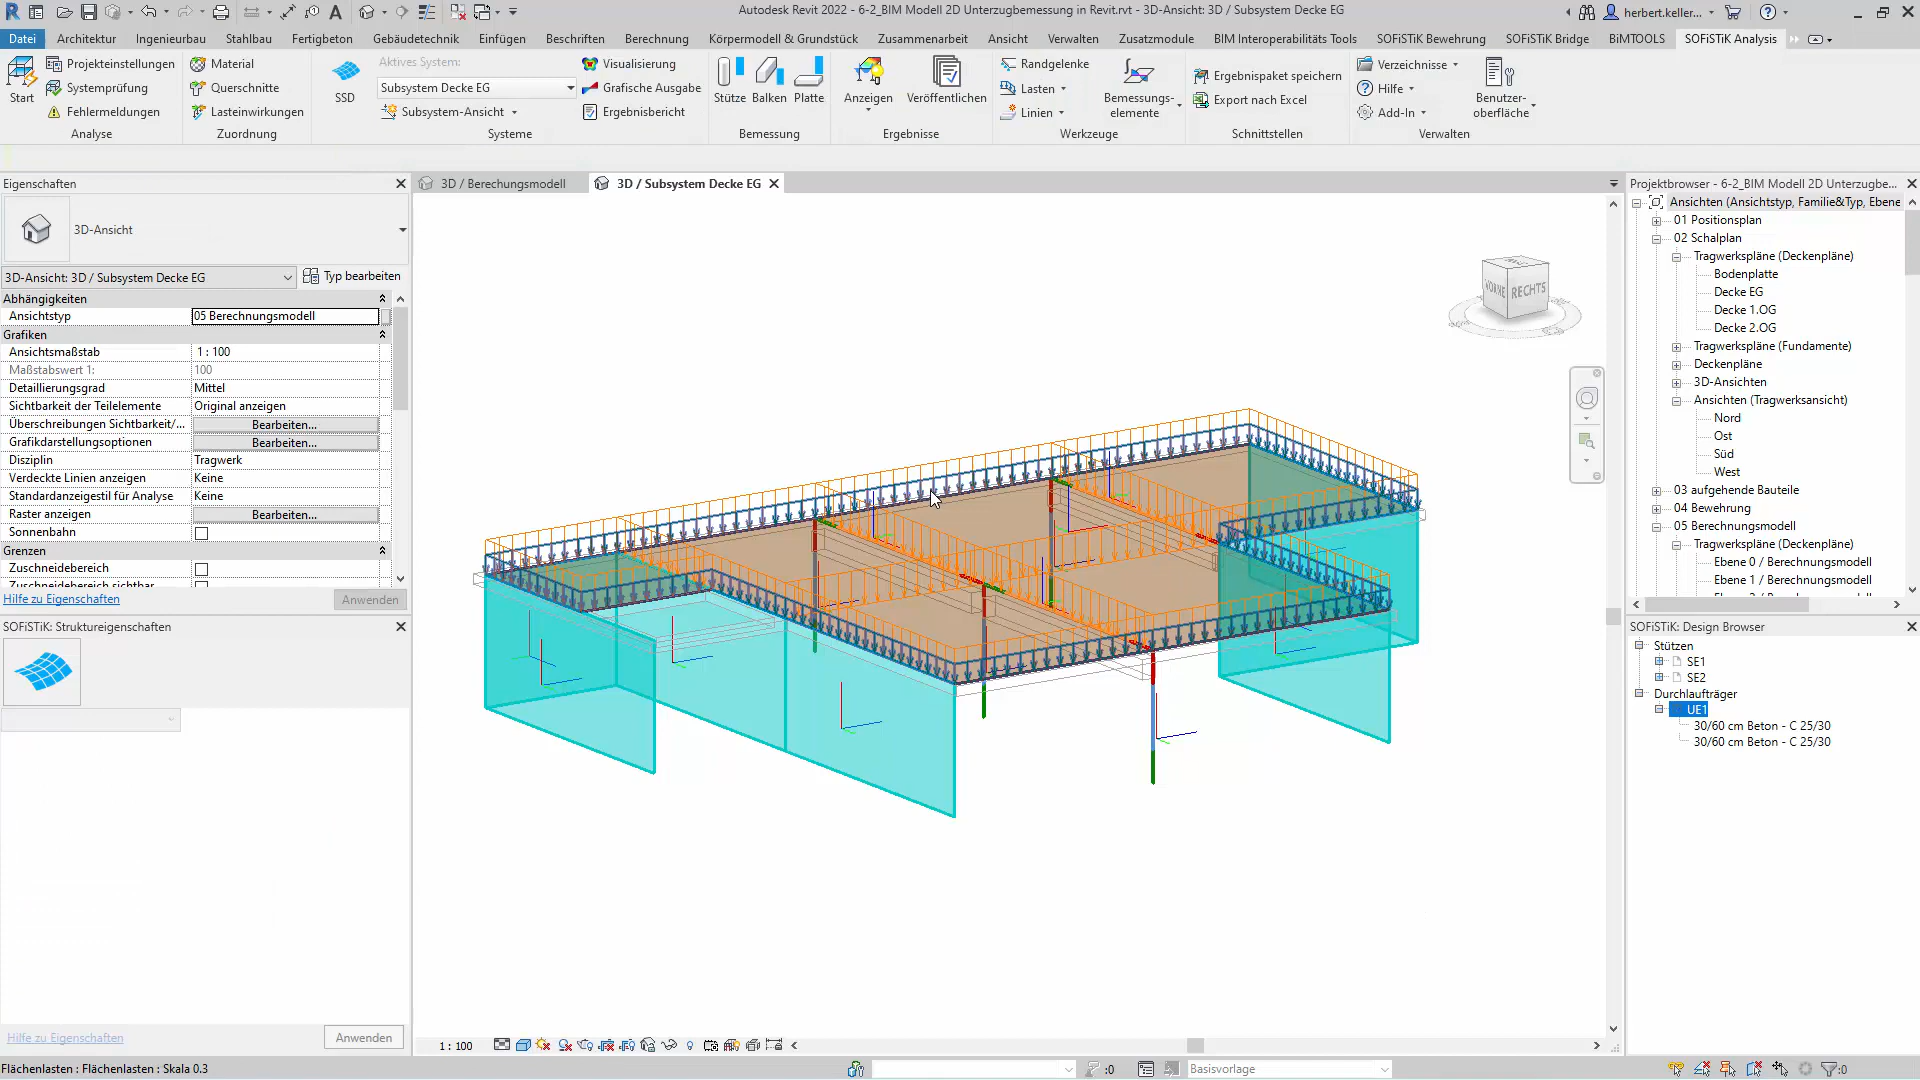 Autodesk Revit 2022 - 6-2_BIM Modell 2D Unterzugbemessung in Revit.rvt - 3D-Ansicht: 3D / Subsystem Decke EG
herbert.keller...
Datei Architektur Ingenieurbau Stahlbau Fertigbeton Gebäudetechnik Einfügen Beschriften Berechnung Körpermodell & Grundstück Zusammenarbeit Ansicht Verwalten Zusatzmodule BIM Interoperabilitäts Tools SOFiSTiK Bewehrung SOFiSTiK Bridge BiMTOOLS SOFiSTiK Analysis
Start
Projekteinstellungen
Systemprüfung
Fehlermeldungen
Analyse
Material
Querschnitte
Lasteinwirkungen
Zuordnung
SSD
Aktives System:
Subsystem Decke EG
Subsystem-Ansicht
Visualisierung
Grafische Ausgabe
Ergebnisbericht
Systeme
Stütze Balken Platte
Bemessung
Anzeigen Veröffentlichen
Ergebnisse
Randgelenke
Lasten
Linien
Bemessungs-
elemente
Werkzeuge
Ergebnispaket speichern
Export nach Excel
Schnittstellen
Verzeichnisse
Hilfe
Add-In
Benutzer-
oberfläche
Verwalten
Eigenschaften
3D-Ansicht
3D-Ansicht: 3D / Subsystem Decke EG
Typ bearbeiten
Abhängigkeiten
Ansichtstyp 05 Berechnungsmodell
Grafiken
Ansichtsmaßstab 1 : 100
Maßstabswert 1: 100
Detaillierungsgrad Mittel
Sichtbarkeit der Teilelemente Original anzeigen
Überschreibungen Sichtbarkeit/... Bearbeiten...
Grafikdarstellungsoptionen Bearbeiten...
Disziplin Tragwerk
Verdeckte Linien anzeigen Keine
Standardanzeigestil für Analyse Keine
Raster anzeigen Bearbeiten...
Sonnenbahn
Grenzen
Zuschneidebereich
Zuschneidebereich sichtbar
Hilfe zu Eigenschaften
Anwenden
SOFiSTiK: Struktureigenschaften
Hilfe zu Eigenschaften
Anwenden
3D / Berechungsmodell
3D / Subsystem Decke EG
VORNE RECHTS
1 : 100
Projektbrowser - 6-2_BIM Modell 2D Unterzugbe...
Ansichten (Ansichtstyp, Familie&Typ, Ebene
01 Positionsplan
02 Schalplan
Tragwerkspläne (Deckenpläne)
Bodenplatte
Decke EG
Decke 1.OG
Decke 2.OG
Tragwerkspläne (Fundamente)
Deckenpläne
3D-Ansichten
Ansichten (Tragwerksansicht)
Nord
Ost
Süd
West
03 aufgehende Bauteile
04 Bewehrung
05 Berechnungsmodell
Tragwerkspläne (Deckenpläne)
Ebene 0 / Berechnungsmodell
Ebene 1 / Berechnungsmodell
SOFiSTiK: Design Browser
Stützen
SE1
SE2
Durchlaufträger
UE1
30/60 cm Beton - C 25/30
30/60 cm Beton - C 25/30
Flächenlasten : Flächenlasten : Skala 0.3
:0
Basisvorlage
:0